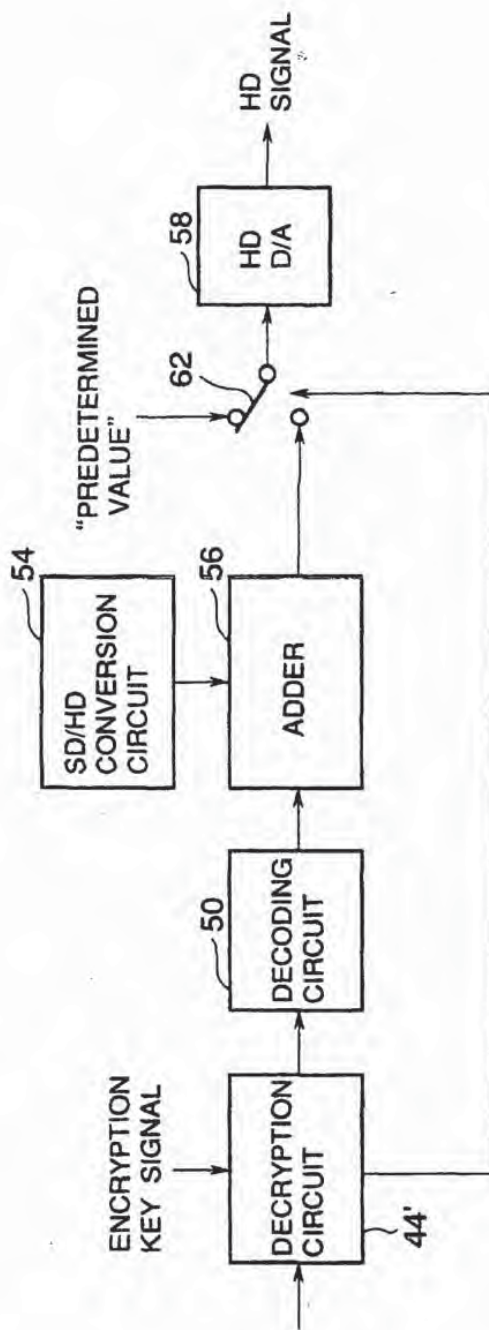 ENCRYPTION
KEY SIGNAL
DECRYPTION
CIRCUIT
44'
50
DECODING
CIRCUIT
54
SD/HD
CONVERSION
CIRCUIT
56
ADDER
"PREDETERMINED
VALUE"
62
58
HD
D/A
HD
SIGNAL